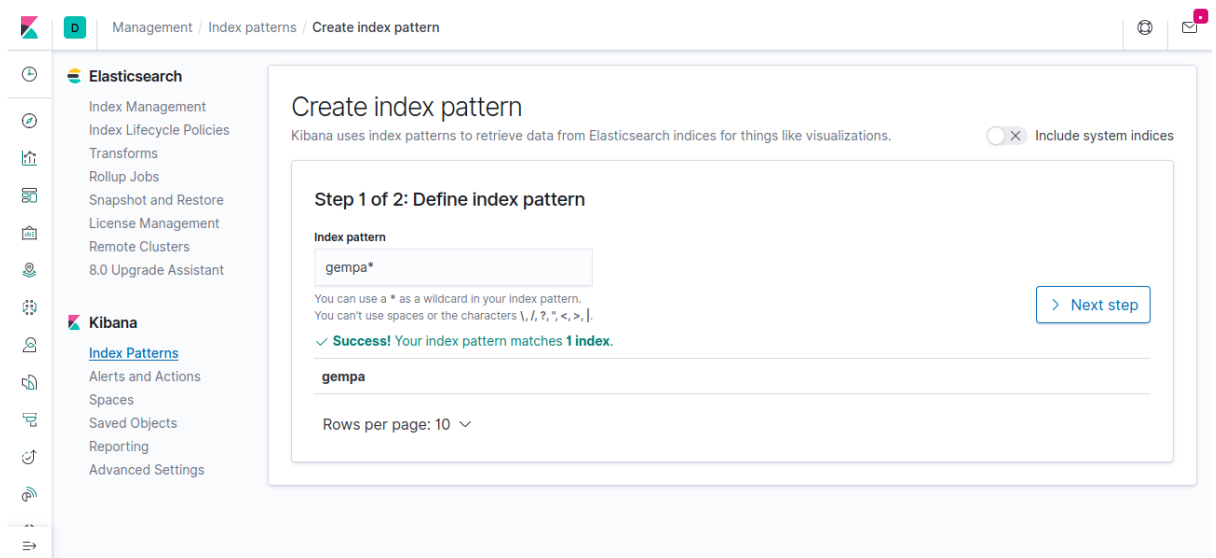 D
Management / Index patterns / Create index pattern
Elasticsearch
Index Management
Index Lifecycle Policies
Transforms
Rollup Jobs
Snapshot and Restore
License Management
Remote Clusters
8.0 Upgrade Assistant
Kibana
Index Patterns
Alerts and Actions
Spaces
Saved Objects
Reporting
Advanced Settings
Create index pattern
Kibana uses index patterns to retrieve data from Elasticsearch indices for things like visualizations.
Include system indices
Step 1 of 2: Define index pattern
Index pattern
gempa*
You can use a * as a wildcard in your index pattern.
You can't use spaces or the characters \, /, ?, ", <, >, |.
Success! Your index pattern matches 1 index.
Next step
gempa
Rows per page: 10